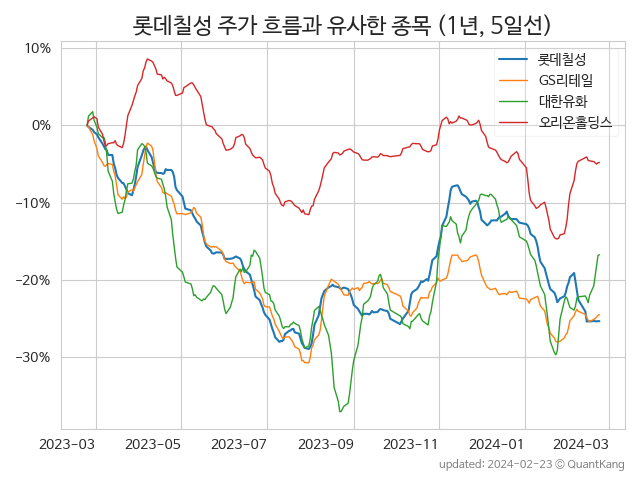 롯데칠성 주가 흐름과 유사한 종목 (1년, 5일선)
10%
0%
−10%
−20%
−30%
롯데칠성
GS리테일
대한유화
오리온홀딩스
2023-03 2023-05 2023-07 2023-09 2023-11 2024-01 2024-03
updated: 2024-02-23 © QuantKang